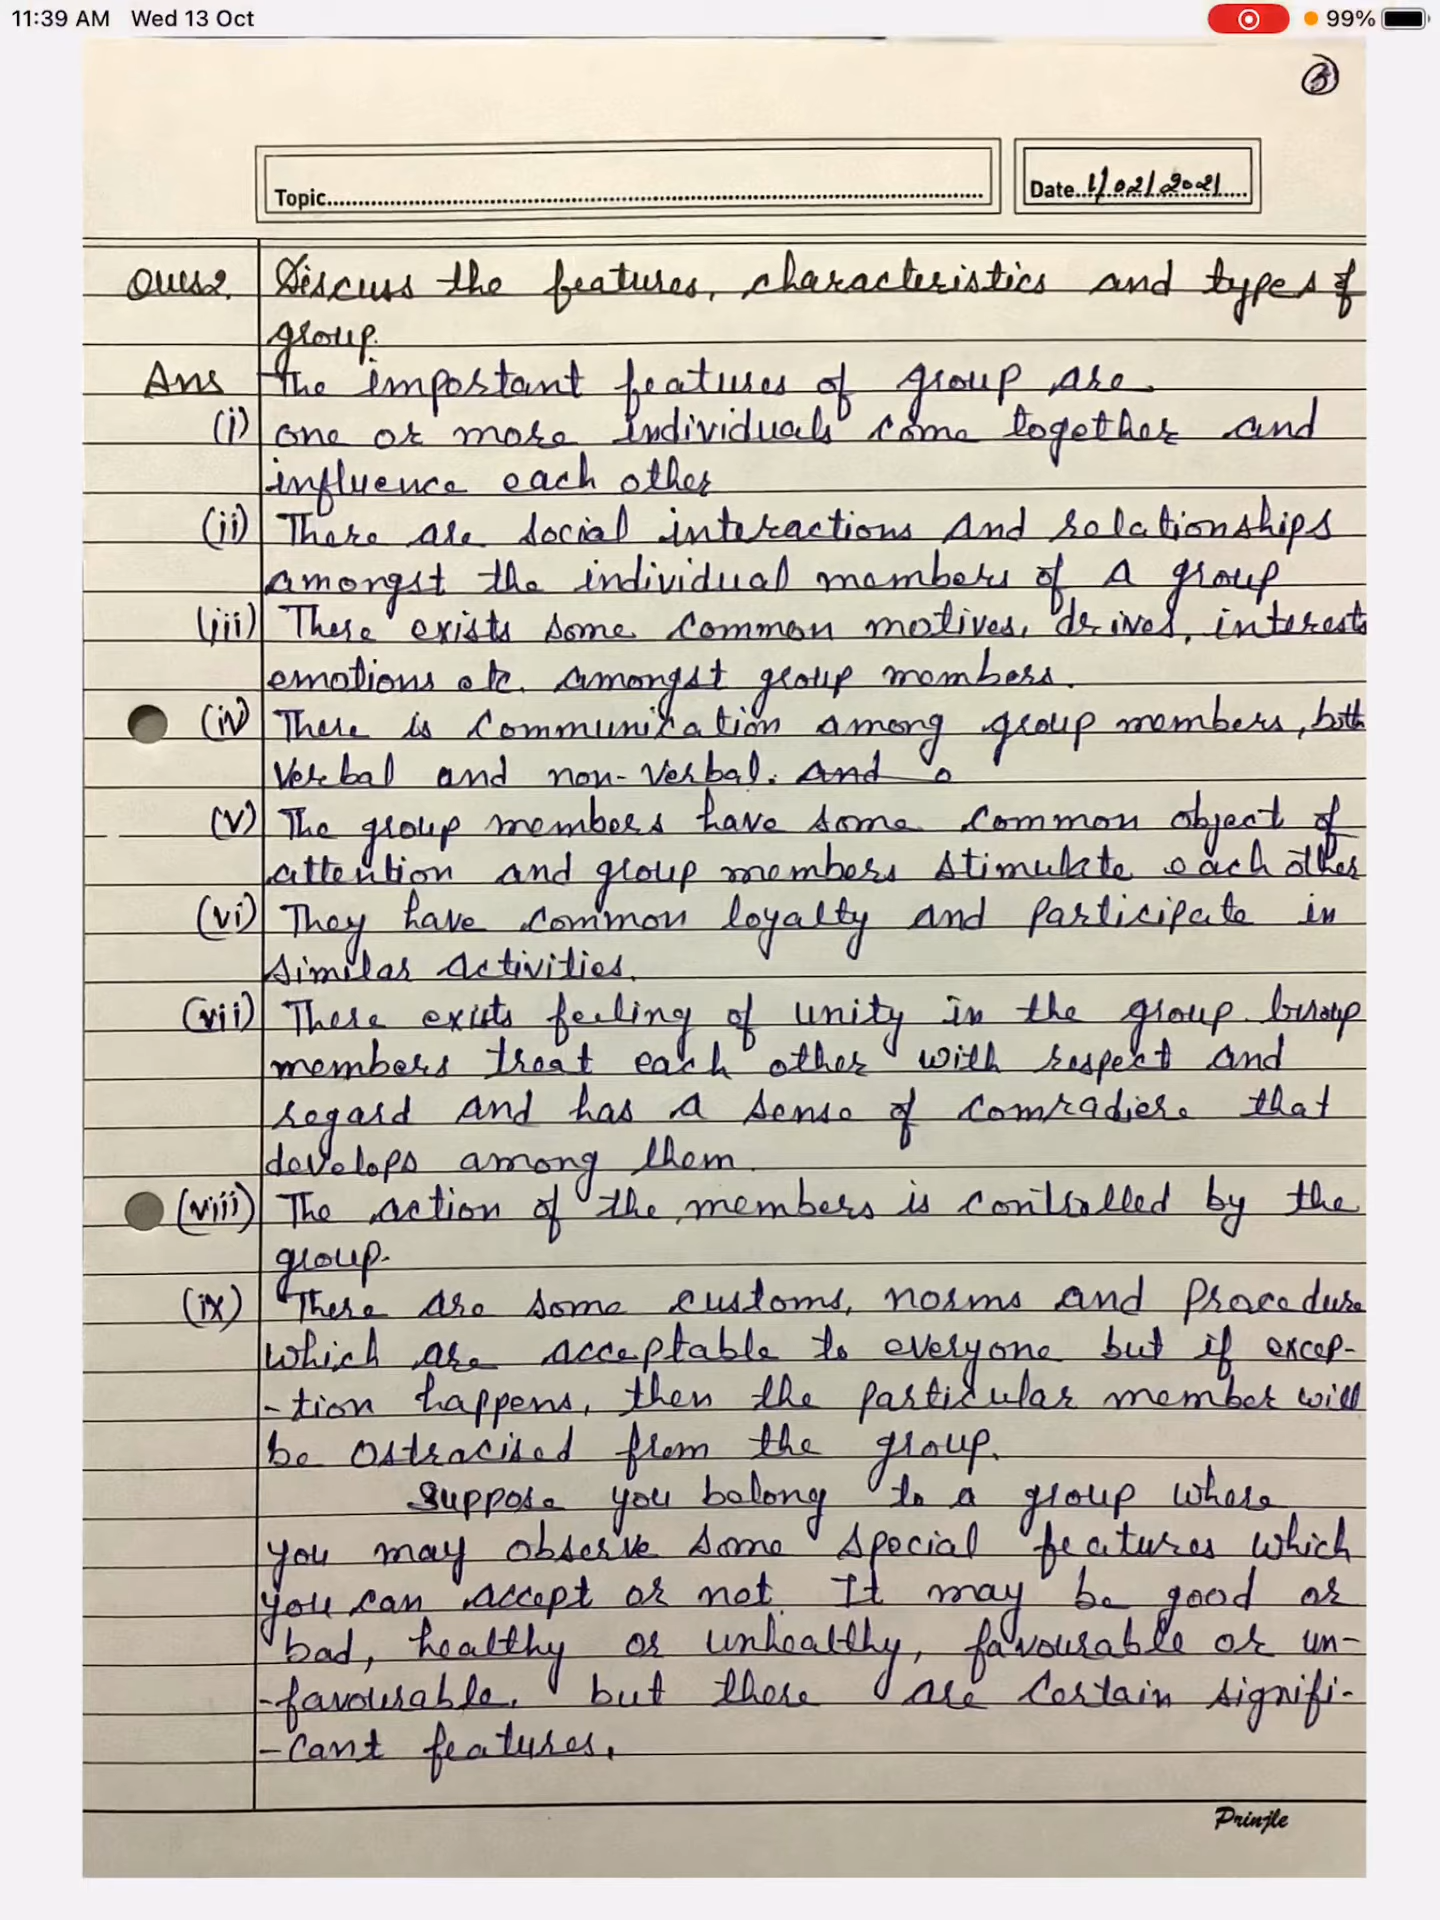 11:39 AM Wed 13 Oct
99%
3
Topic
Date 1/02/2021
Ques2. Discuss the features, characteristics and types of
group.
Ans The important features of group are
(i) one or more individuals come together and
influence each other
(ii) There are social interactions and relationships
amongst the individual members of a group
(iii) There exists some common motives, drives, interests
emotions etc. amongst group members.
(iv) There is communication among group members, both
verbal and non-verbal. and
(v) The group members have some common object of
attention and group members stimulate each other
(vi) They have common loyalty and participate in
similar activities.
(vii) There exists feeling of unity in the group. Group
members treat each other with respect and
regard and has a sense of comradiere that
develops among them.
(viii) The action of the members is controlled by the
group.
(ix) There are some customs, norms and procedure
which are acceptable to everyone but if excep-
-tion happens, then the particular member will
be ostracised from the group.
Suppose you belong to a group where
you may observe some special features which
you can accept or not. It may be good or
bad, healthy or unhealthy, favourable or un-
-favourable, but there are certain signifi-
-cant features.
Prinjle